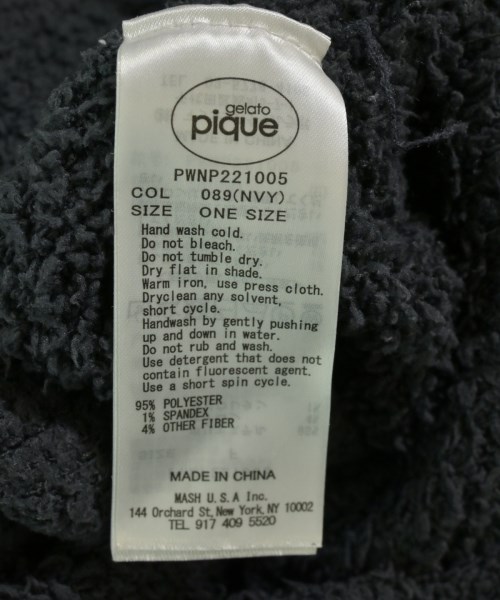 gelato
pique
PWNP221005
COL 089(NVY)
SIZE ONE SIZE
Hand wash cold.
Do not bleach.
Do not tumble dry.
Dry flat in shade.
Warm iron, use press cloth.
Dryclean any solvent,
short cycle.
Handwash by gently pushing
up and down in water.
Do not rub and wash.
Use detergent that does not
contain fluorescent agent.
Use a short spin cycle.
95% POLYESTER
1% SPANDEX
4% OTHER FIBER
MADE IN CHINA
MASH U.S.A Inc.
144 Orchard St, New York, NY 10002
TEL 917 409 5520